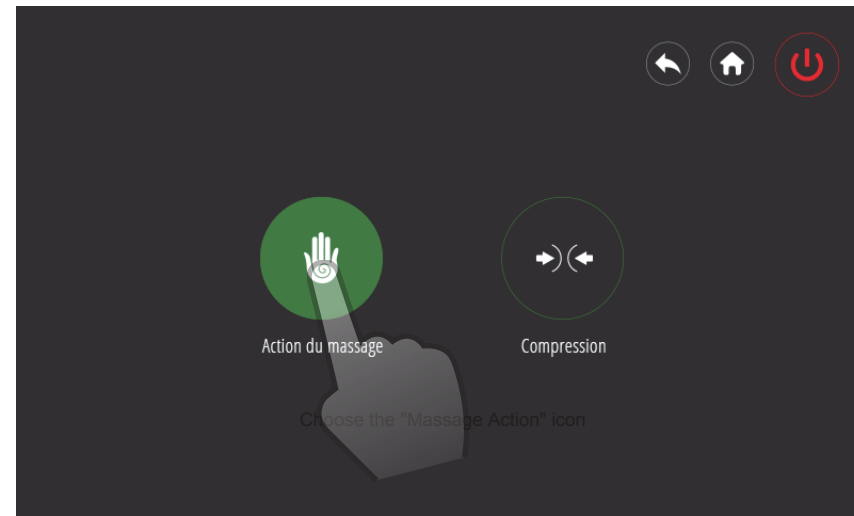 Action du massage
Compression
Choose the "Massage Action" icon